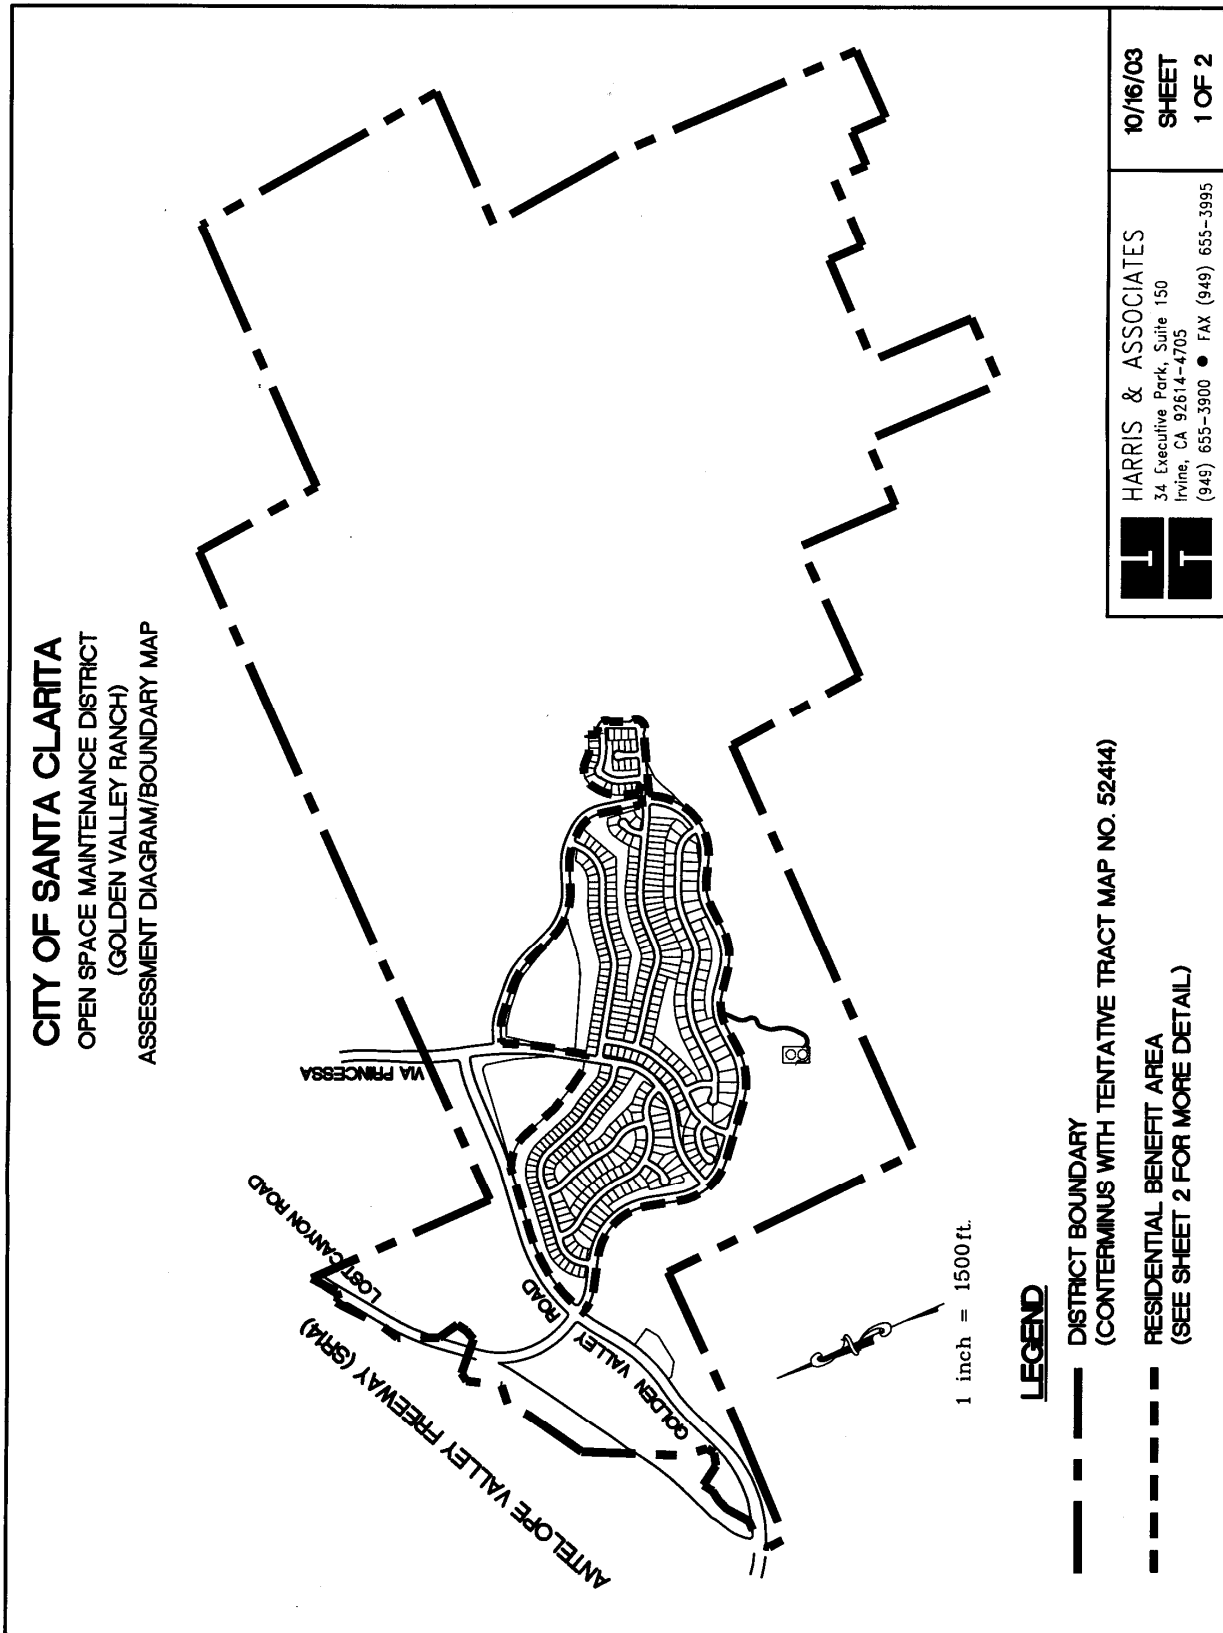 CITY OF SANTA CLARITA
OPEN SPACE MAINTENANCE DISTRICT
(GOLDEN VALLEY RANCH)
ASSESSMENT DIAGRAM/BOUNDARY MAP
VIA PRINCESSA
LOST CANYON ROAD
ANTELOPE VALLEY FREEWAY (SR14)
GOLDEN VALLEY ROAD
1 inch = 1500 ft.
LEGEND
DISTRICT BOUNDARY
(CONTERMINUS WITH TENTATIVE TRACT MAP NO. 52414)
RESIDENTIAL BENEFIT AREA
(SEE SHEET 2 FOR MORE DETAIL)
HARRIS & ASSOCIATES
34 Executive Park, Suite 150
Irvine, CA 92614-4705
(949) 655-3900 ● FAX (949) 655-3995
10/16/03
SHEET
1 OF 2